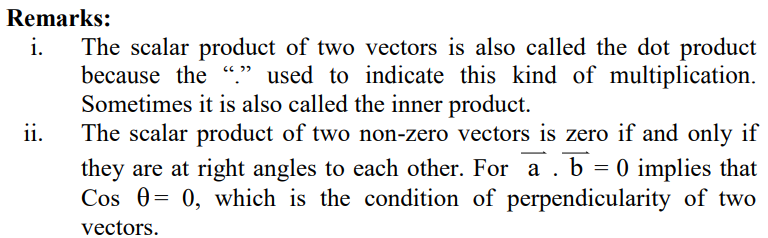 Remarks:
i. The scalar product of two vectors is also called the dot product
because the “.” used to indicate this kind of multiplication.
Sometimes it is also called the inner product.
ii. The scalar product of two non-zero vectors is zero if and only if
they are at right angles to each other. For a̅ . b̅ = 0 implies that
Cos θ= 0, which is the condition of perpendicularity of two
vectors.